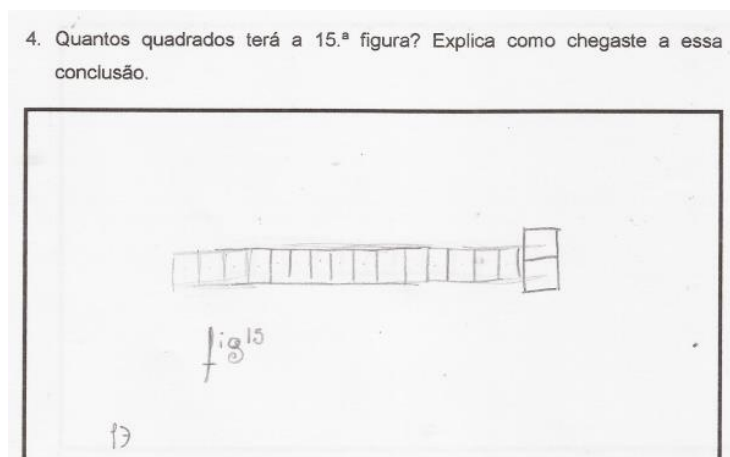 4. Quantos quadrados terá a 15.ª figura? Explica como chegaste a essa
conclusão.
fig 15
17